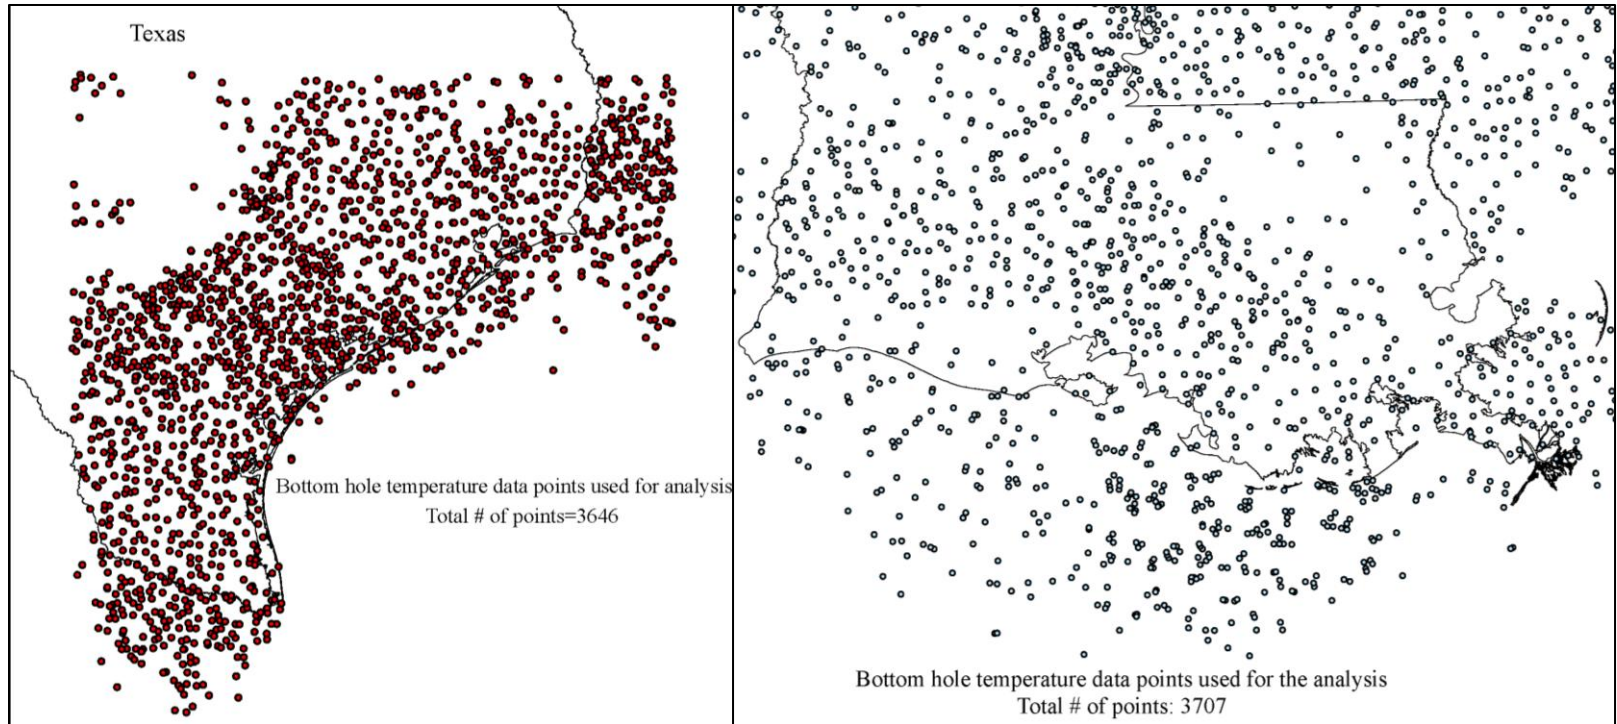 Texas
Bottom hole temperature data points used for analysis
Total # of points=3646
Bottom hole temperature data points used for the analysis
Total # of points: 3707